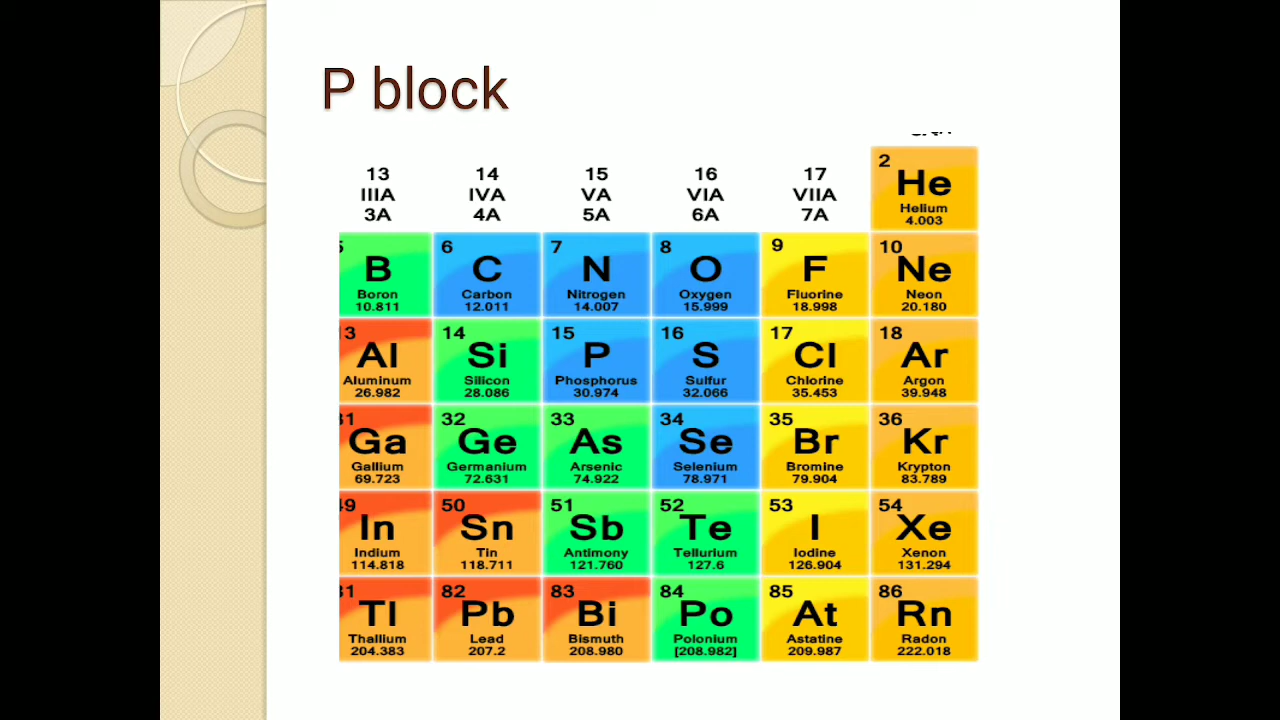 P block
13 14 15 16 17
IIIA IVA VA VIA VIIA
3A 4A 5A 6A 7A
2
He
Helium
4.003
5 6 7 8 9 10
B C N O F Ne
Boron Carbon Nitrogen Oxygen Fluorine Neon
10.811 12.011 14.007 15.999 18.998 20.180
13 14 15 16 17 18
Al Si P S Cl Ar
Aluminum Silicon Phosphorus Sulfur Chlorine Argon
26.982 28.086 30.974 32.066 35.453 39.948
31 32 33 34 35 36
Ga Ge As Se Br Kr
Gallium Germanium Arsenic Selenium Bromine Krypton
69.723 72.631 74.922 78.971 79.904 83.789
49 50 51 52 53 54
In Sn Sb Te I Xe
Indium Tin Antimony Tellurium Iodine Xenon
114.818 118.711 121.760 127.6 126.904 131.294
81 82 83 84 85 86
Tl Pb Bi Po At Rn
Thallium Lead Bismuth Polonium Astatine Radon
204.383 207.2 208.980 [208.982] 209.987 222.018